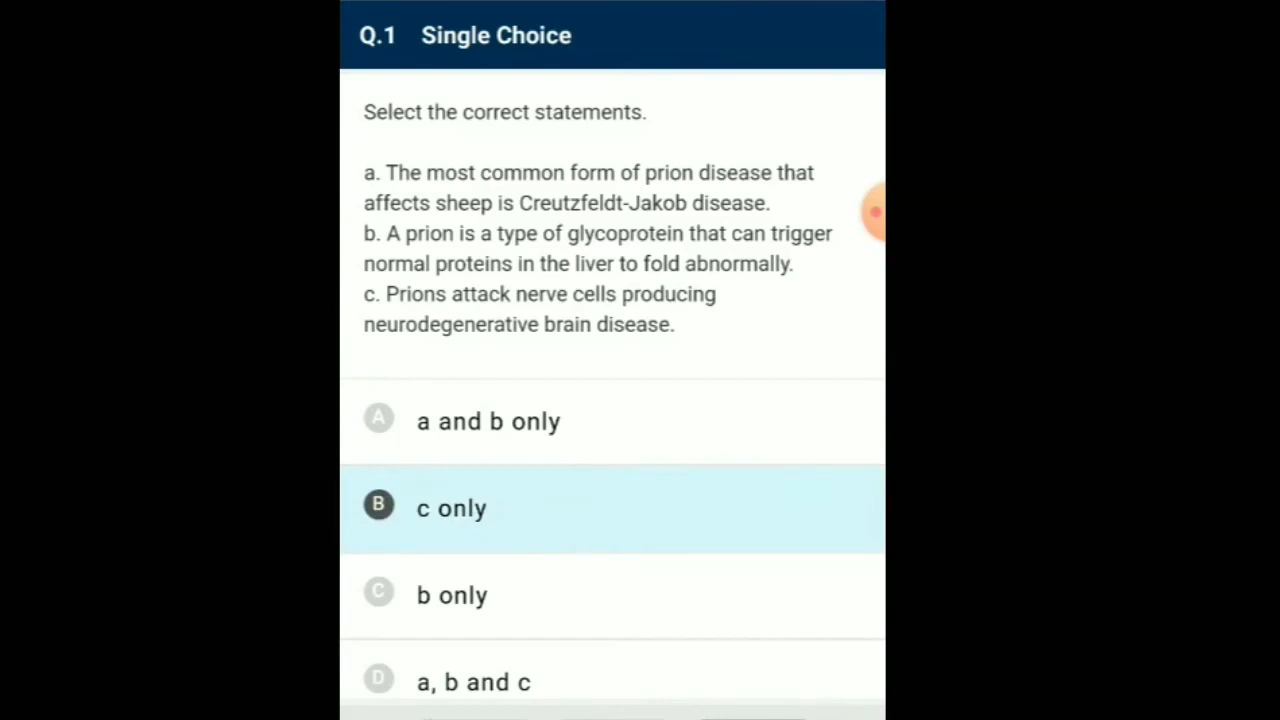 Q.1 Single Choice
Select the correct statements.
a. The most common form of prion disease that
affects sheep is Creutzfeldt-Jakob disease.
b. A prion is a type of glycoprotein that can trigger
normal proteins in the liver to fold abnormally.
c. Prions attack nerve cells producing
neurodegenerative brain disease.
A a and b only
B c only
C b only
D a, b and c